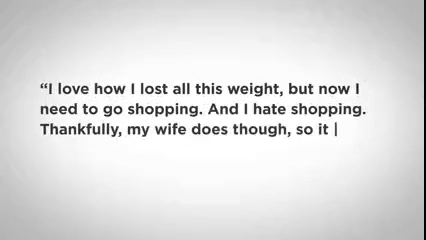 “I love how I lost all this weight, but now I
need to go shopping. And I hate shopping.
Thankfully, my wife does though, so it |